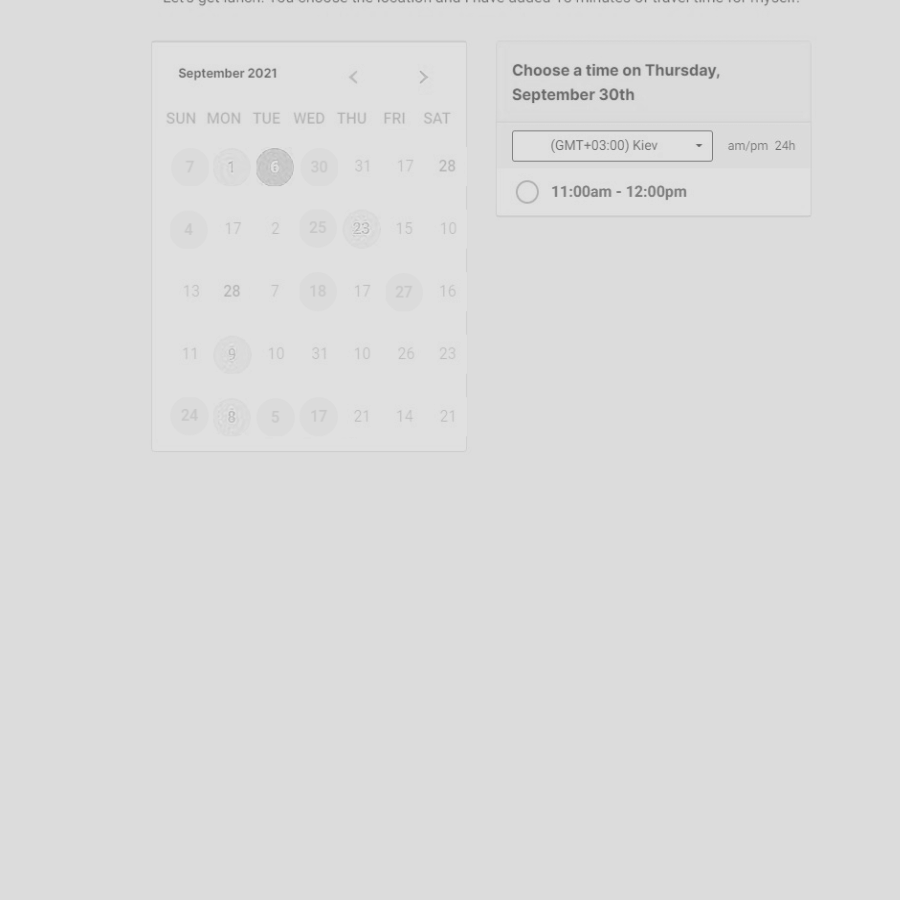 September 2021
SUN MON TUE WED THU FRI SAT
7 1 6 30 31 17 28
4 17 2 25 23 15 10
13 28 7 18 17 27 16
11 9 10 31 10 26 23
24 8 5 17 21 14 21
Choose a time on Thursday,
September 30th
(GMT+03:00) Kiev am/pm 24h
11:00am - 12:00pm